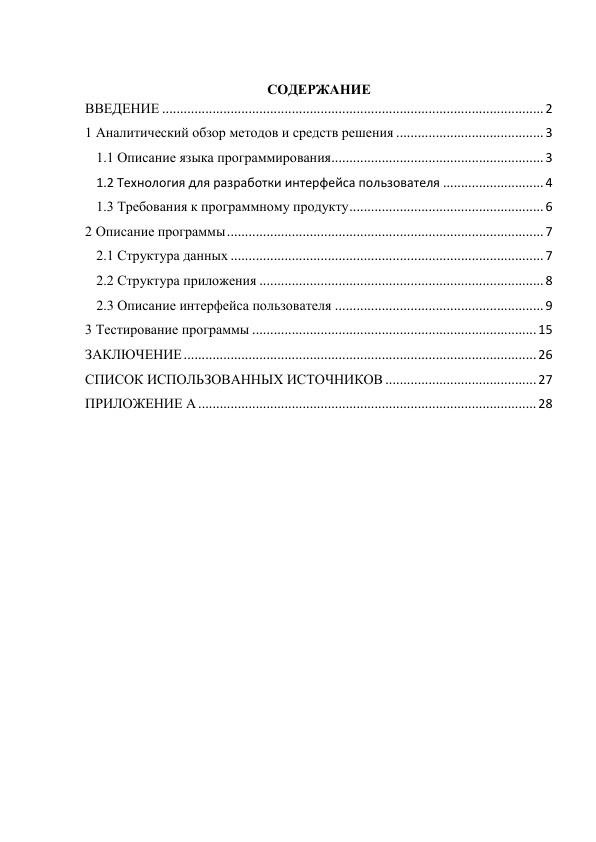 СОДЕРЖАНИЕ
ВВЕДЕНИЕ ........................................................................................................... 2
1 Аналитический обзор методов и средств решения ......................................... 3
1.1 Описание языка программирования........................................................... 3
1.2 Технология для разработки интерфейса пользователя ............................ 4
1.3 Требования к программному продукту...................................................... 6
2 Описание программы........................................................................................ 7
2.1 Структура данных ....................................................................................... 7
2.2 Структура приложения ............................................................................... 8
2.3 Описание интерфейса пользователя .......................................................... 9
3 Тестирование программы ............................................................................... 15
ЗАКЛЮЧЕНИЕ .................................................................................................. 26
СПИСОК ИСПОЛЬЗОВАННЫХ ИСТОЧНИКОВ .......................................... 27
ПРИЛОЖЕНИЕ А .............................................................................................. 28